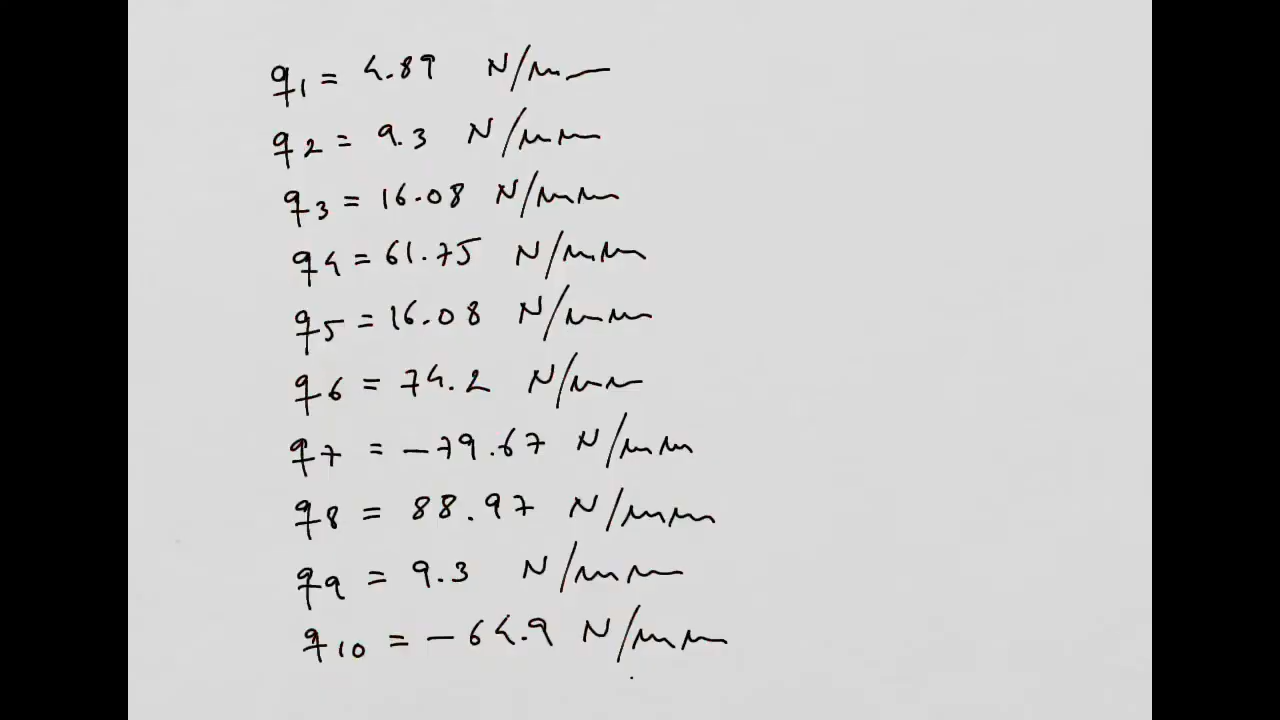 q1 = 4.89 N/mm
q2 = 9.3 N/mm
q3 = 16.08 N/mm
q4 = 61.75 N/mm
q5 = 16.08 N/mm
q6 = 74.2 N/mm
q7 = -79.67 N/mm
q8 = 88.97 N/mm
q9 = 9.3 N/mm
q10 = -64.9 N/mm